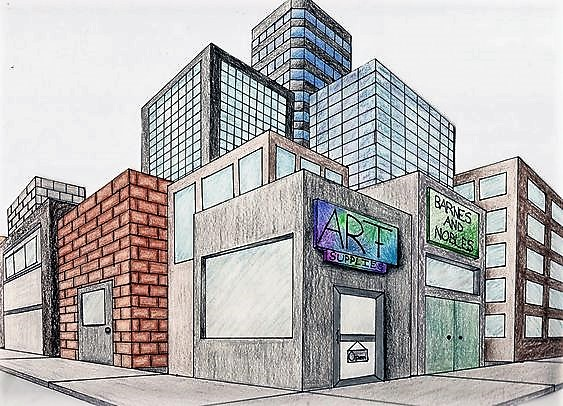 ART
SUPPLIES
BARNES
AND
NOBLES